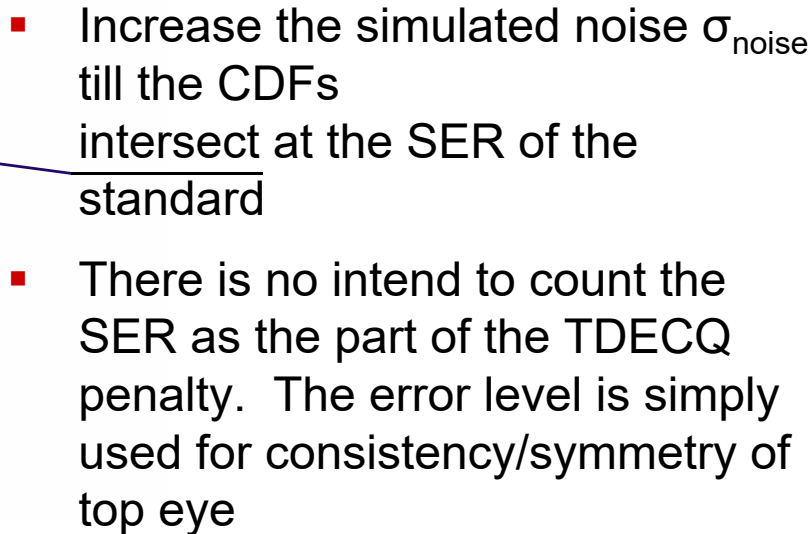 ▪ Increase the simulated noise σnoise
till the CDFs
intersect at the SER of the
standard
▪ There is no intend to count the
SER as the part of the TDECQ
penalty.  The error level is simply
used for consistency/symmetry of
top eye